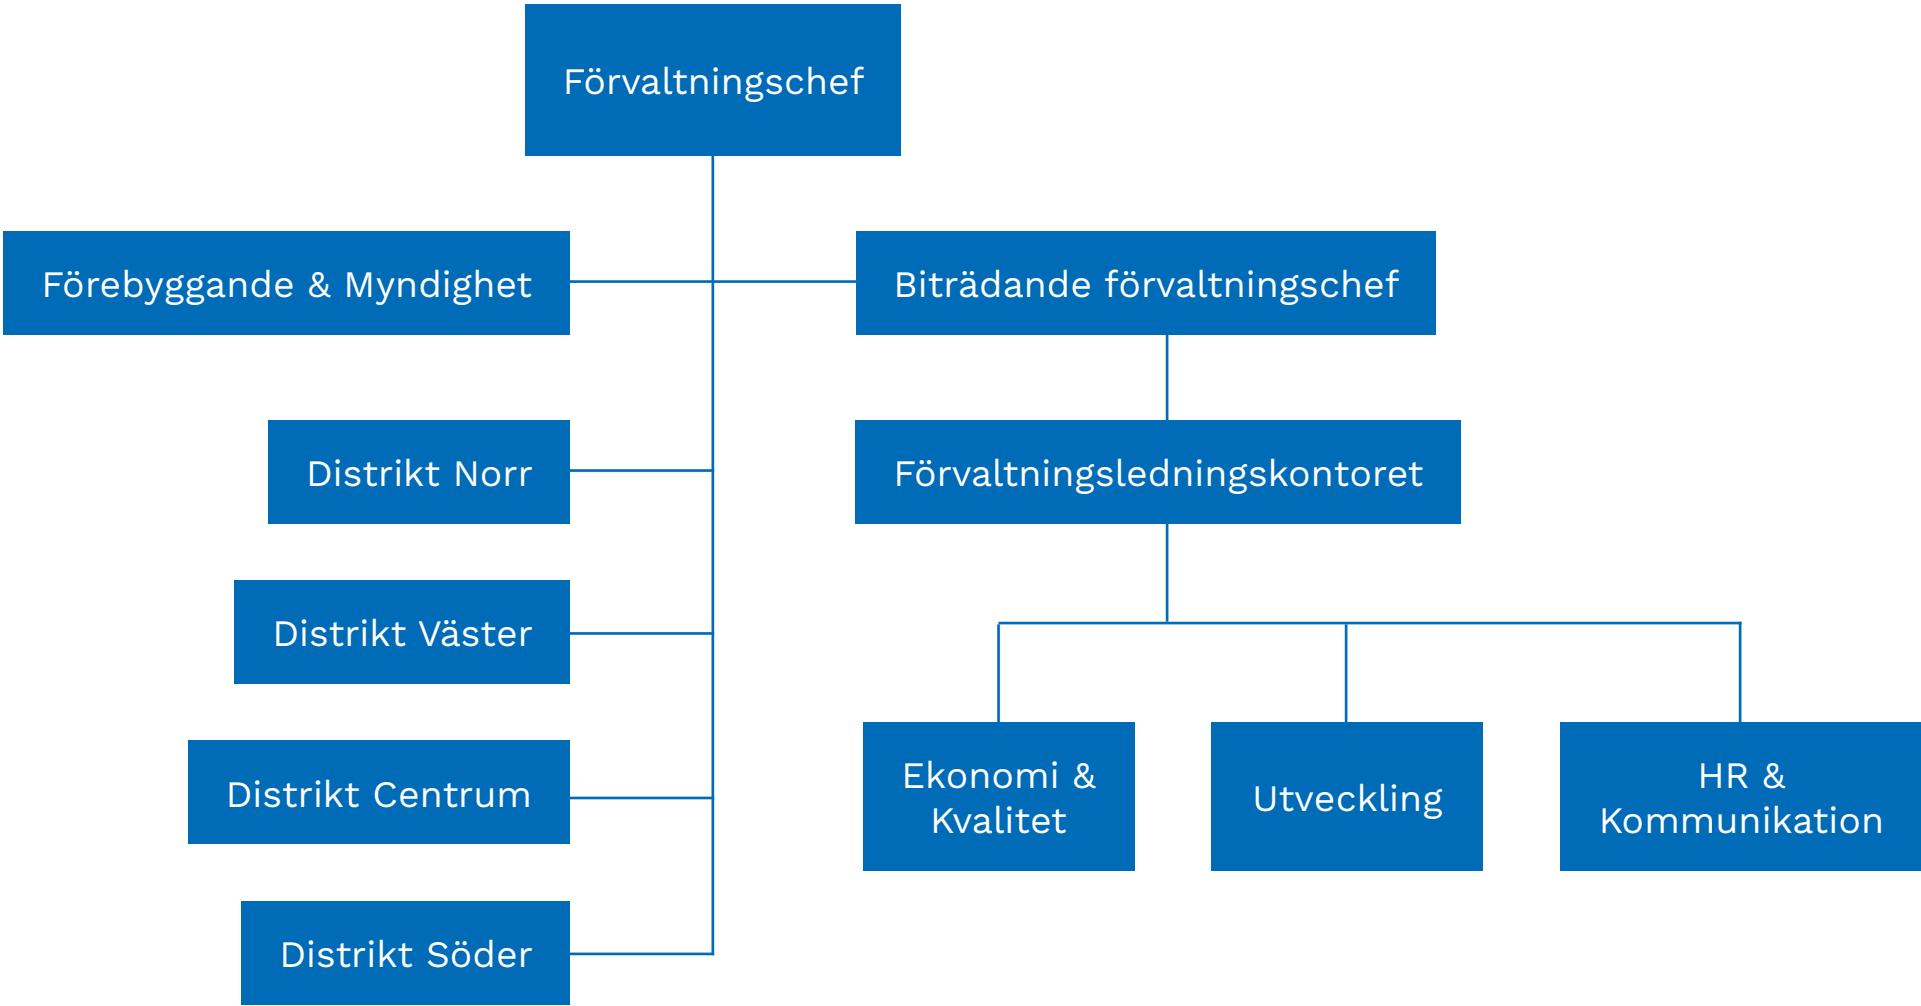 Förvaltningschef
Förebyggande & Myndighet
Biträdande förvaltningschef
Distrikt Norr
Förvaltningsledningskontoret
Distrikt Väster
Distrikt Centrum
Ekonomi &
Kvalitet
Utveckling
HR &
Kommunikation
Distrikt Söder